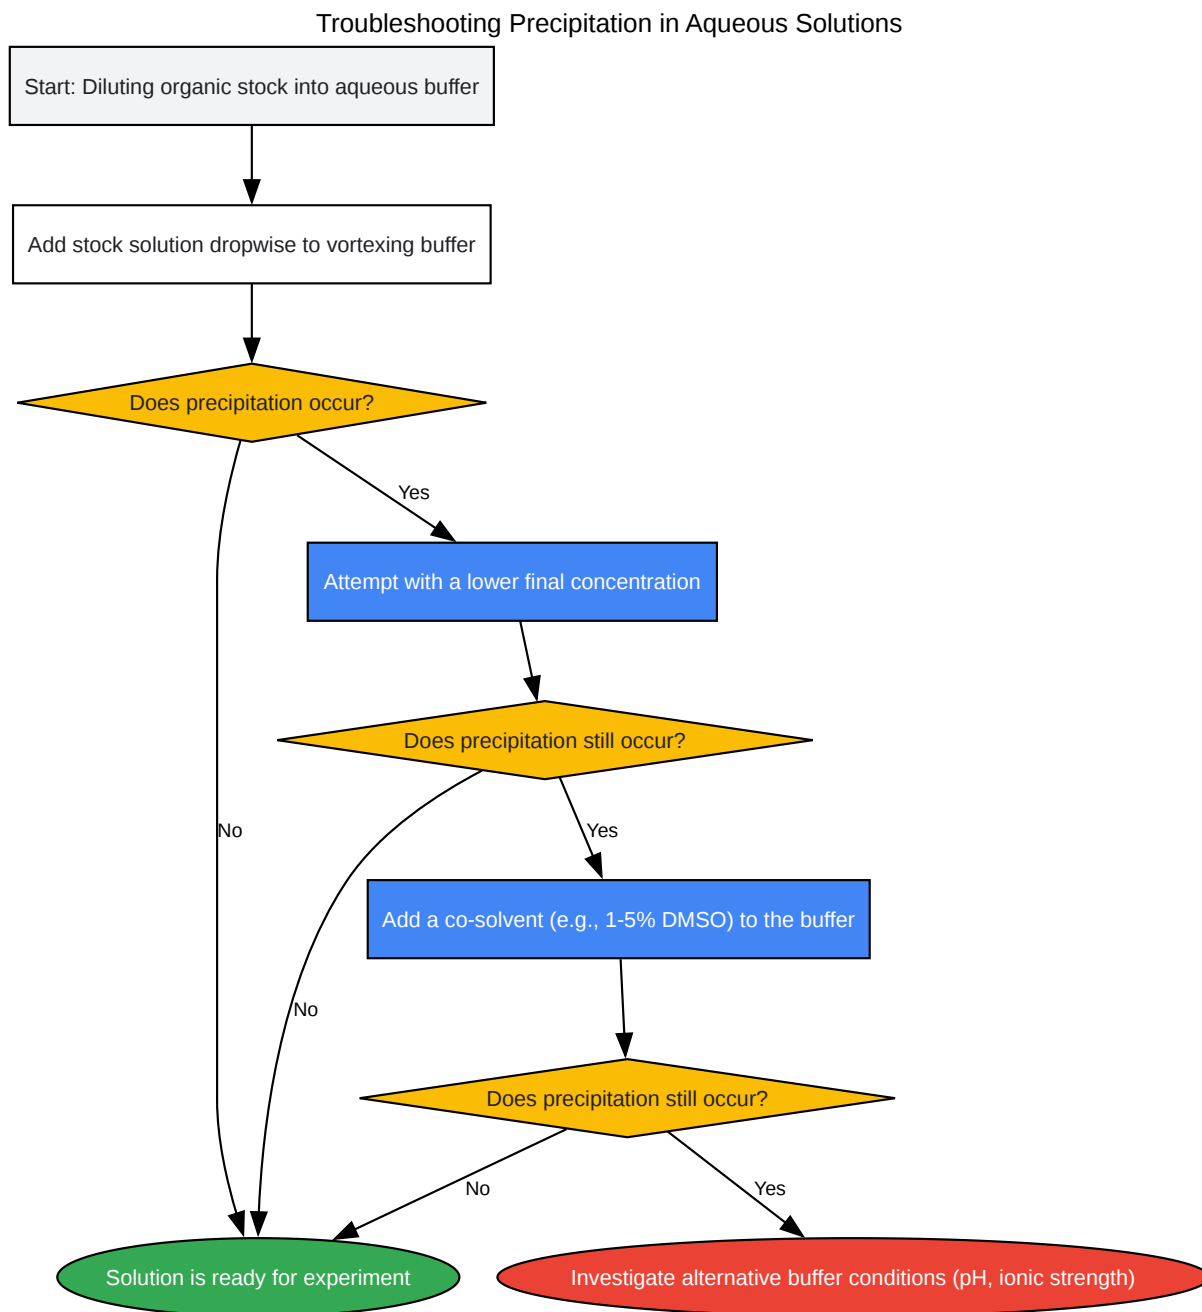 Troubleshooting Precipitation in Aqueous Solutions
Start: Diluting organic stock into aqueous buffer
Add stock solution dropwise to vortexing buffer
Does precipitation occur?
Yes
Attempt with a lower final concentration
Does precipitation still occur?
No
Yes
Add a co-solvent (e.g., 1-5% DMSO) to the buffer
No
Does precipitation still occur?
No
Yes
Solution is ready for experiment
Investigate alternative buffer conditions (pH, ionic strength)